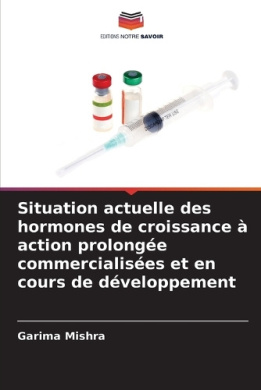 EDITIONS NOTRE SAVOIR
Situation actuelle des
hormones de croissance à
action prolongée
commercialisées et en
cours de développement
Garima Mishra